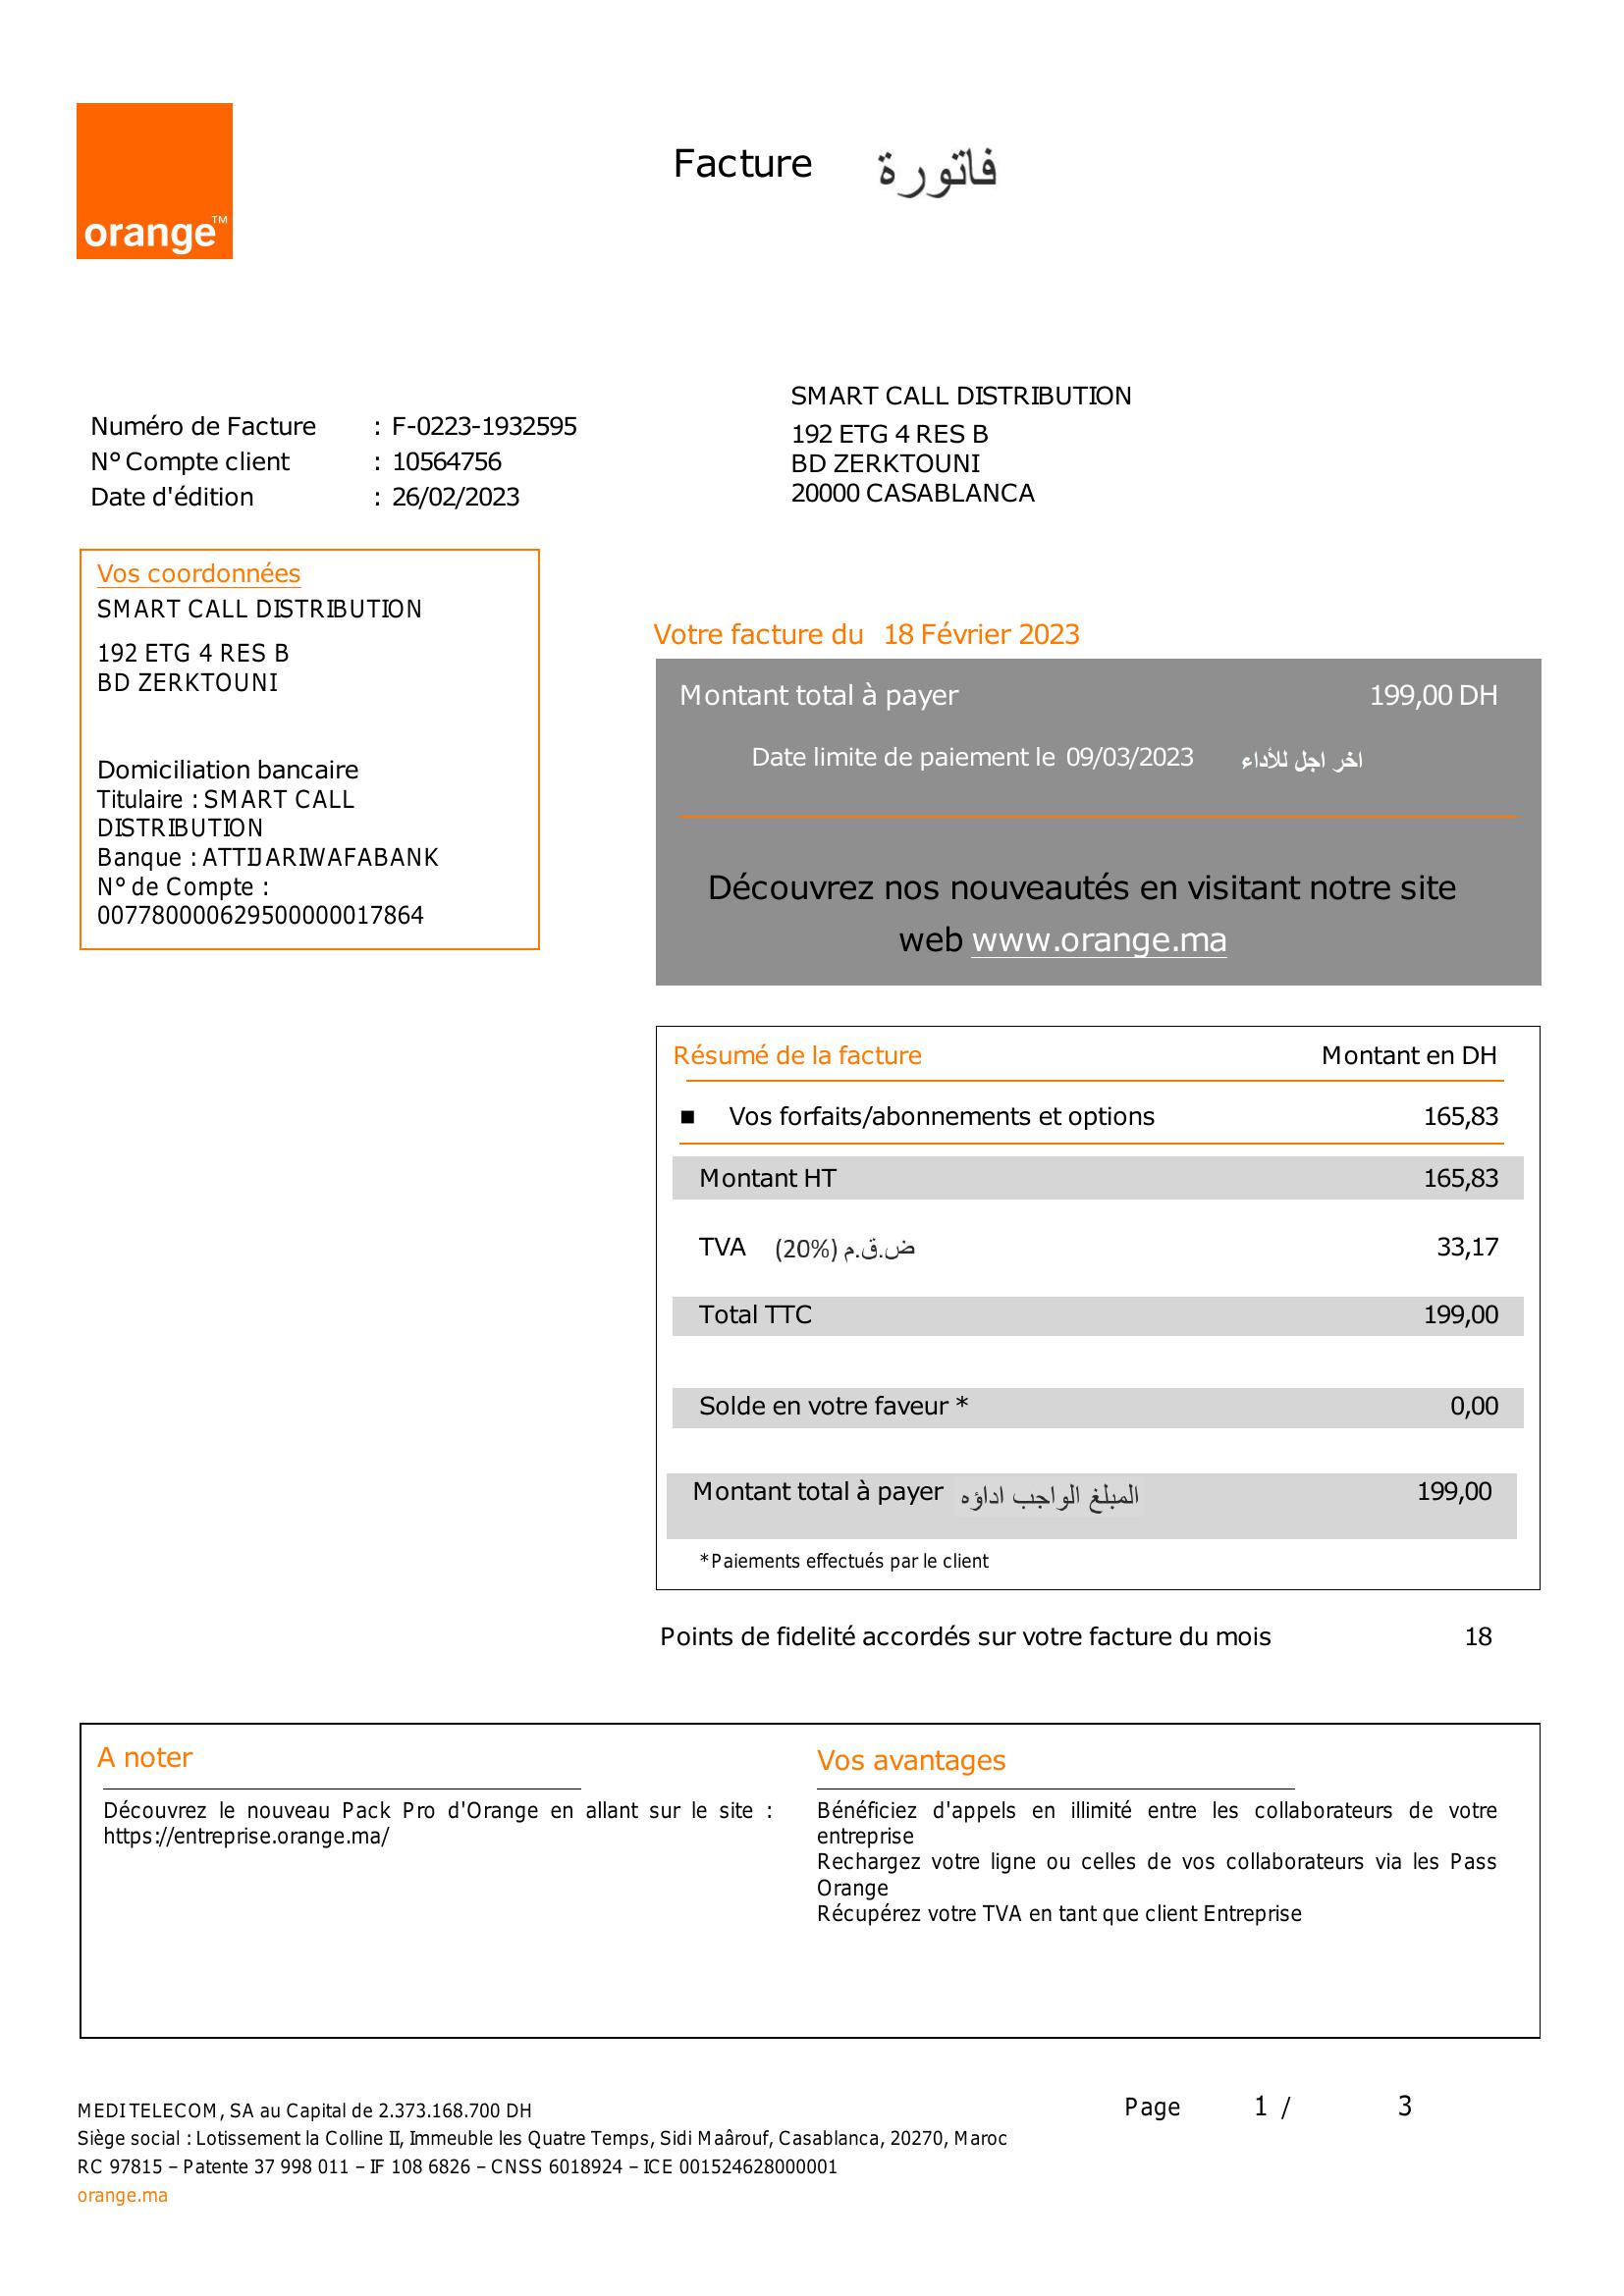 orange™
Facture فاتورة
SMART CALL DISTRIBUTION
192 ETG 4 RES B
BD ZERKTOUNI
20000 CASABLANCA
Numéro de Facture : F-0223-1932595
N° Compte client : 10564756
Date d'édition : 26/02/2023
Vos coordonnées
SMART CALL DISTRIBUTION
192 ETG 4 RES B
BD ZERKTOUNI
Domiciliation bancaire
Titulaire : SMART CALL
DISTRIBUTION
Banque : ATTIJARIWAFABANK
N° de Compte :
007780000629500000017864
Votre facture du 18 Février 2023
Montant total à payer 199,00 DH
Date limite de paiement le 09/03/2023 اخر اجل للأداء
Découvrez nos nouveautés en visitant notre site
web www.orange.ma
Résumé de la facture Montant en DH
■ Vos forfaits/abonnements et options 165,83
Montant HT 165,83
TVA (20%) ض.ق.م 33,17
Total TTC 199,00
Solde en votre faveur * 0,00
Montant total à payer المبلغ الواجب اداؤه 199,00
*Paiements effectués par le client
Points de fidelité accordés sur votre facture du mois 18
A noter
Découvrez le nouveau Pack Pro d'Orange en allant sur le site :
https://entreprise.orange.ma/
Vos avantages
Bénéficiez d'appels en illimité entre les collaborateurs de votre
entreprise
Rechargez votre ligne ou celles de vos collaborateurs via les Pass
Orange
Récupérez votre TVA en tant que client Entreprise
MEDITELECOM, SA au Capital de 2.373.168.700 DH
Siège social : Lotissement la Colline II, Immeuble les Quatre Temps, Sidi Maârouf, Casablanca, 20270, Maroc
RC 97815 – Patente 37 998 011 – IF 108 6826 – CNSS 6018924 – ICE 001524628000001
orange.ma
Page 1 / 3